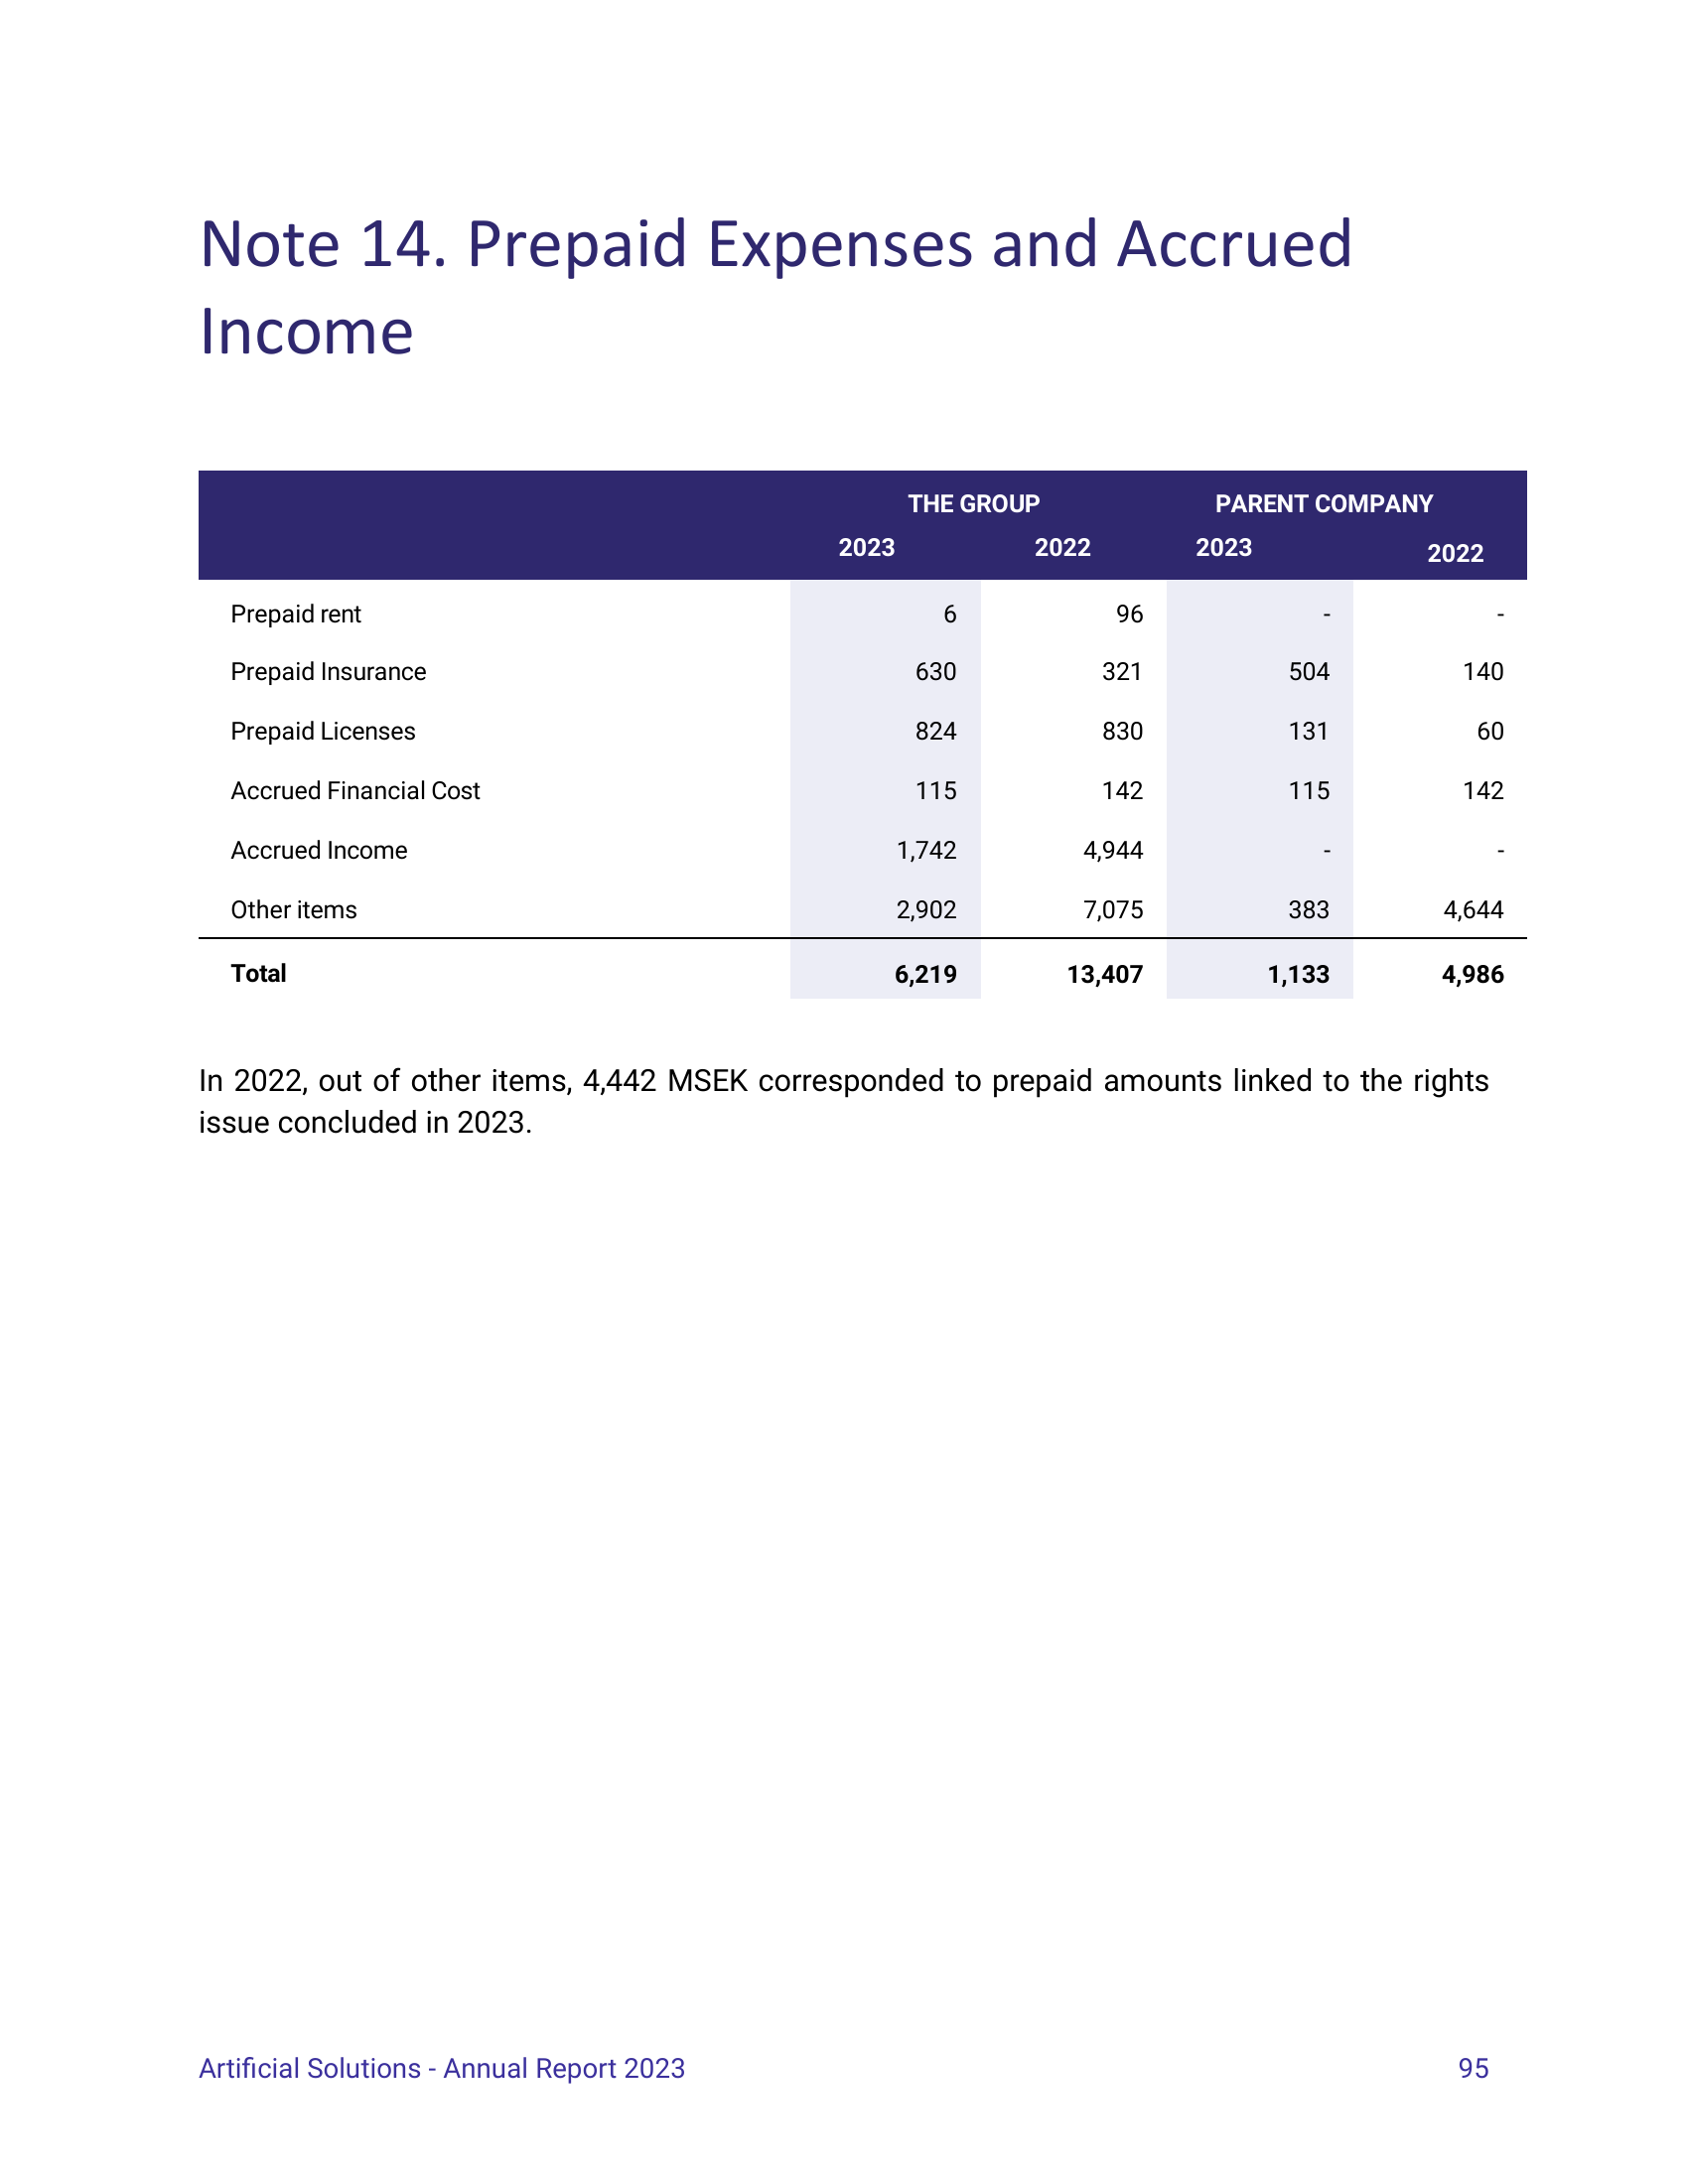 Note 14. Prepaid Expenses and Accrued
Income
THE GROUP PARENT COMPANY
2023 2022 2023 2022
Prepaid rent 6 96 - -
Prepaid Insurance 630 321 504 140
Prepaid Licenses 824 830 131 60
Accrued Financial Cost 115 142 115 142
Accrued Income 1,742 4,944 - -
Other items 2,902 7,075 383 4,644
Total 6,219 13,407 1,133 4,986
In 2022, out of other items, 4,442 MSEK corresponded to prepaid amounts linked to the rights
issue concluded in 2023.
Artificial Solutions - Annual Report 2023 95